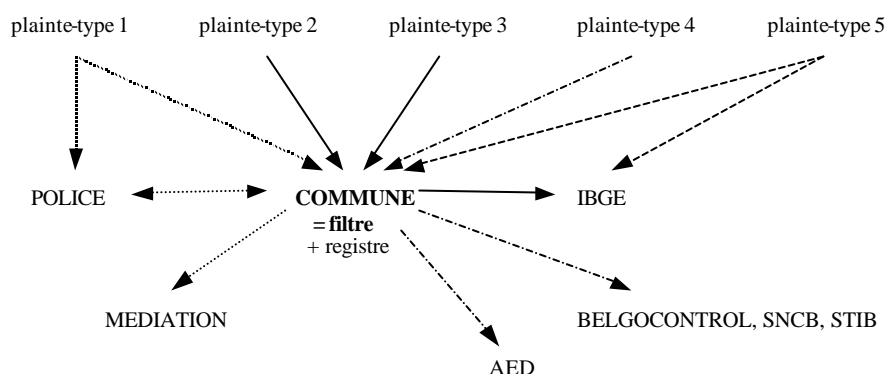 plainte-type 1 plainte-type 2 plainte-type 3 plainte-type 4 plainte-type 5
POLICE COMMUNE IBGE
= filtre
+ registre
MEDIATION BELGOCONTROL, SNCB, STIB
AED